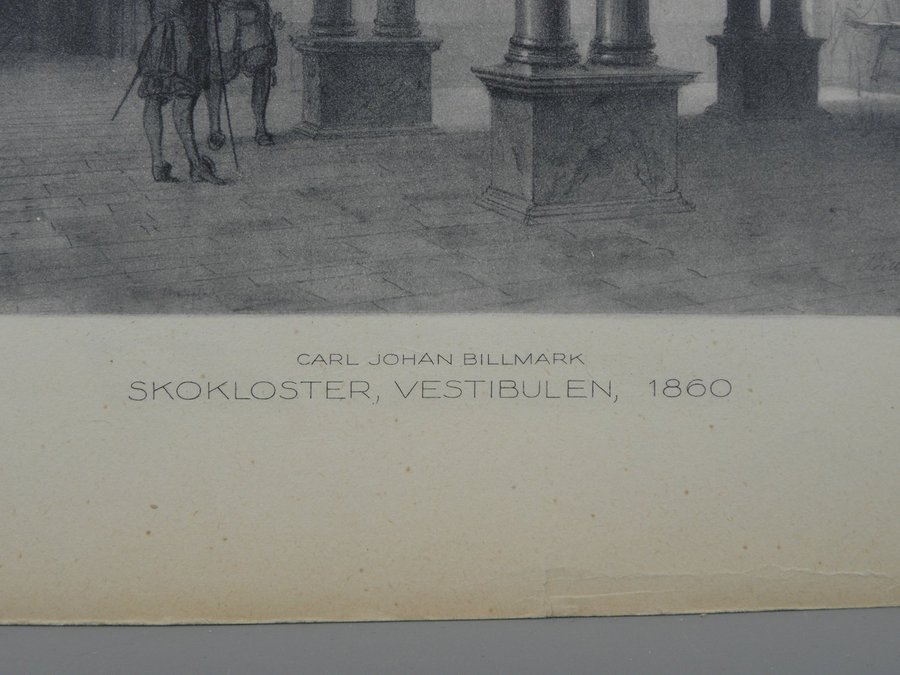 CARL JOHAN BILLMARK
SKOKLOSTER, VESTIBULEN, 1860